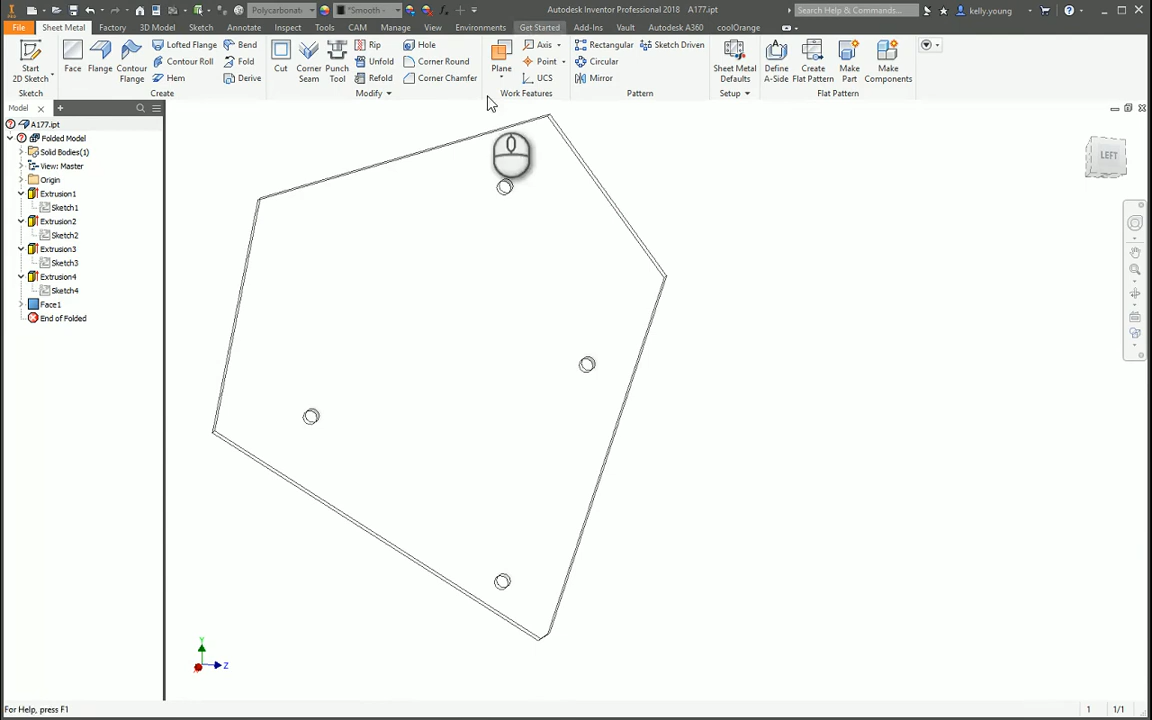 Polycarbonat
"Smooth -
Autodesk Inventor Professional 2018 A177.ipt
Search Help & Commands...
kelly.young
File Sheet Metal Factory 3D Model Sketch Annotate Inspect Tools CAM Manage View Environments Get Started Add-Ins Vault Autodesk A360 coolOrange
Start
2D Sketch
Face
Flange
Contour
Flange
Lofted Flange
Contour Roll
Hem
Bend
Fold
Derive
Cut
Corner
Seam
Punch
Tool
Rip
Unfold
Refold
Hole
Corner Round
Corner Chamfer
Plane
Axis
Point
UCS
Rectangular
Circular
Mirror
Sketch Driven
Sheet Metal
Defaults
Define
A-Side
Create
Flat Pattern
Make
Part
Make
Components
Sketch Create Modify Work Features Pattern Setup Flat Pattern
Model
A177.ipt
Folded Model
Solid Bodies(1)
View: Master
Origin
Extrusion1
Sketch1
Extrusion2
Sketch2
Extrusion3
Sketch3
Extrusion4
Sketch4
Face1
End of Folded
LEFT
Y
Z
For Help, press F1
1 1/1